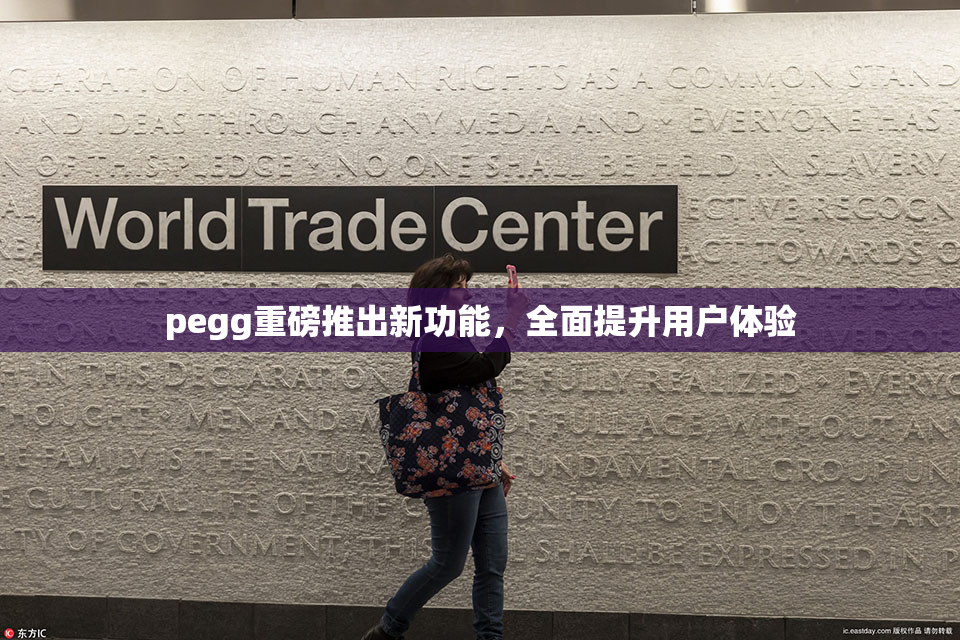 CLARATION OF HUMAN RIGHTS AS A COMMON STAND
AND IDEAS THROUGH ANY MEDIA AND EVERYONE HAS T
OF THIS PLEDGE NO ONE SHALL BE HELD IN SLAVERY
World Trade Center
ECTIVE RECOGN
ACT TOWARDS O
pegg重磅推出新功能，全面提升用户体验
IN THIS DECLARATION FULLY REALIZED EVERYO
THOUGHT MEN AND OF FULL AGE WITHO
E FAMILY IS THE NATURA FUNDAMENTAL GROUP
E CULTURAL LIFE OF THE UNITY, TO ENJOY THE ART
TY OF GOVERNMENT; THIS SHALL BE EXPRESSED IN P
东方IC
ic.eastday.com 版权作品 请勿转载